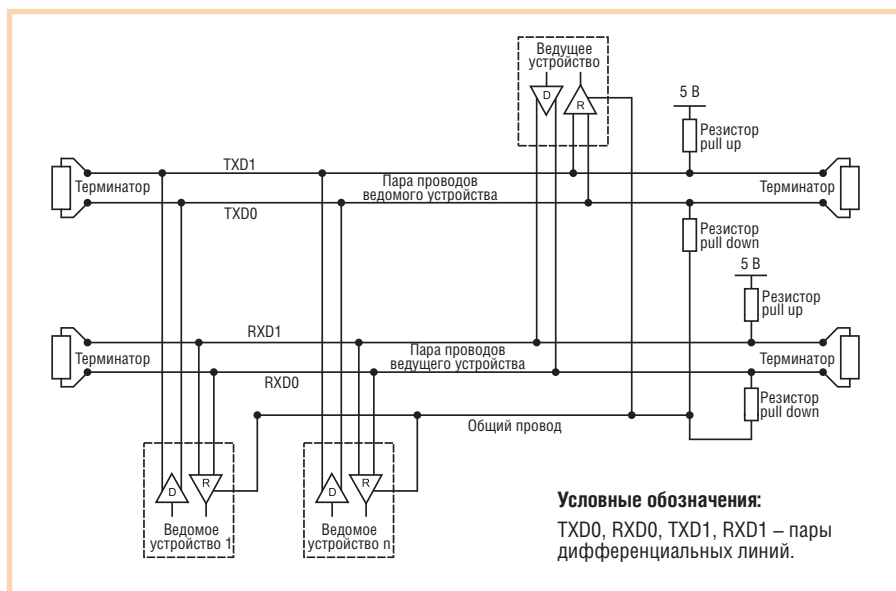 Ведущее
устройство
D
R
5 В
Резистор
pull up
TXD1
Терминатор
Пара проводов
ведомого устройства
Терминатор
TXD0
Резистор
pull down
5 В
Резистор
pull up
RXD1
Терминатор
Пара проводов
ведущего устройства
Терминатор
RXD0
Резистор
pull down
Общий провод
D
R
D
R
Ведомое
устройство 1
Ведомое
устройство n
Условные обозначения:
TXD0, RXD0, TXD1, RXD1 – пары
дифференциальных линий.